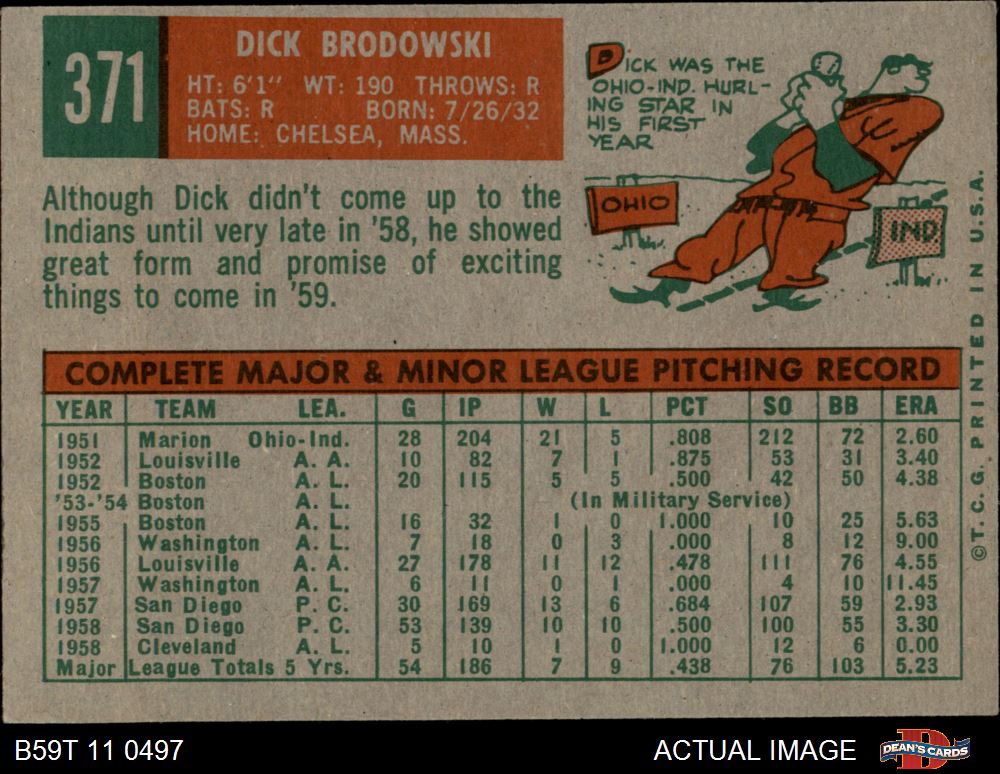 371
DICK BRODOWSKI
HT: 6'1" WT: 190 THROWS: R
BATS: R BORN: 7/26/32
HOME: CHELSEA, MASS.
DICK WAS THE
OHIO-IND. HURL-
ING STAR IN
HIS FIRST
YEAR
OHIO
IND
Although Dick didn't come up to the
Indians until very late in '58, he showed
great form and promise of exciting
things to come in '59.
COMPLETE MAJOR & MINOR LEAGUE PITCHING RECORD
YEAR TEAM LEA. G IP W L PCT SO BB ERA
1951 Marion Ohio-Ind. 28 204 21 5 .808 212 72 2.60
1952 Louisville A. A. 10 82 7 1 .875 53 31 3.40
1952 Boston A. L. 20 115 5 5 .500 42 50 4.38
'53-'54 Boston A. L. (In Military Service)
1955 Boston A. L. 16 32 1 0 1.000 10 25 5.63
1956 Washington A. L. 7 18 0 3 .000 8 12 9.00
1956 Louisville A. A. 27 178 11 12 .478 111 76 4.55
1957 Washington A. L. 6 11 0 1 .000 4 10 11.45
1957 San Diego P. C. 30 169 13 6 .684 107 59 2.93
1958 San Diego P. C. 53 139 10 10 .500 100 55 3.30
1958 Cleveland A. L. 5 10 1 0 1.000 12 6 0.00
Major League Totals 5 Yrs. 54 186 7 9 .438 76 103 5.23
©T.C.G. PRINTED IN U.S.A.
B59T 11 0497
ACTUAL IMAGE
DEAN'S CARDS